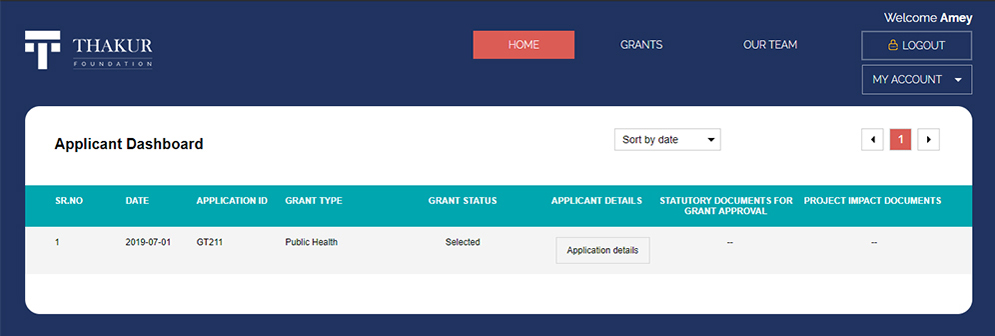 Welcome Amey
THAKUR
FOUNDATION
HOME GRANTS OUR TEAM LOGOUT
MY ACCOUNT
Applicant Dashboard Sort by date 1
SR.NO DATE APPLICATION ID GRANT TYPE GRANT STATUS APPLICANT DETAILS STATUTORY DOCUMENTS FOR PROJECT IMPACT DOCUMENTS
GRANT APPROVAL
1 2019-07-01 GT211 Public Health Selected Application details -- --